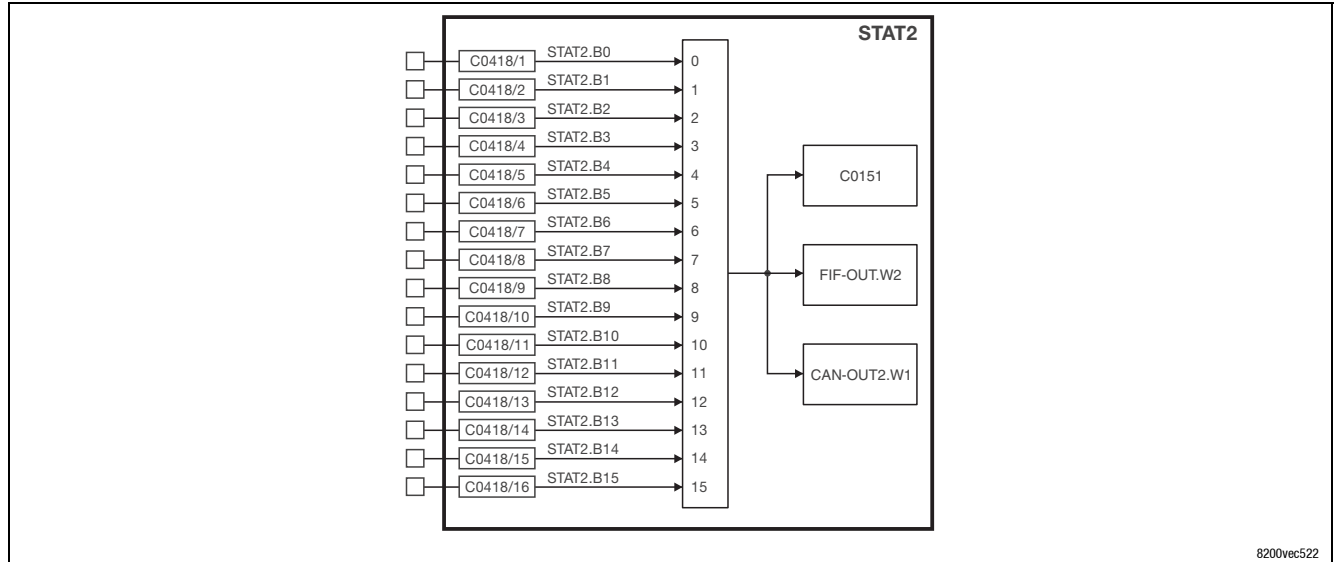 STAT2
C0418/1 STAT2.B0 0
C0418/2 STAT2.B1 1
C0418/3 STAT2.B2 2
C0418/4 STAT2.B3 3
C0418/5 STAT2.B4 4
C0418/6 STAT2.B5 5
C0418/7 STAT2.B6 6
C0418/8 STAT2.B7 7
C0418/9 STAT2.B8 8
C0418/10 STAT2.B9 9
C0418/11 STAT2.B10 10
C0418/12 STAT2.B11 11
C0418/13 STAT2.B12 12
C0418/14 STAT2.B13 13
C0418/15 STAT2.B14 14
C0418/16 STAT2.B15 15
C0151
FIF-OUT.W2
CAN-OUT2.W1
8200vec522